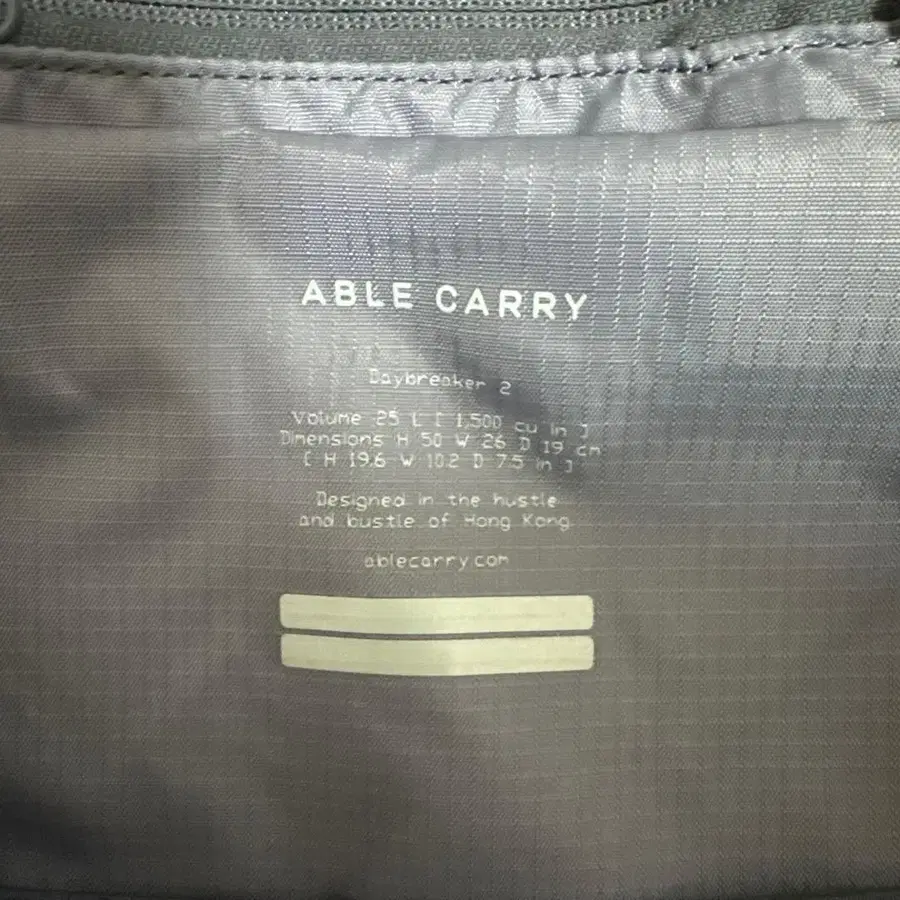 ABLE CARRY
Daybreaker 2
Volume 25 L [ 1,500 cu in ]
Dimensions H 50 W 26 D 19 cm
[ H 19.6 W 10.2 D 7.5 in ]
Designed in the hustle
and bustle of Hong Kong
ablecarry.com